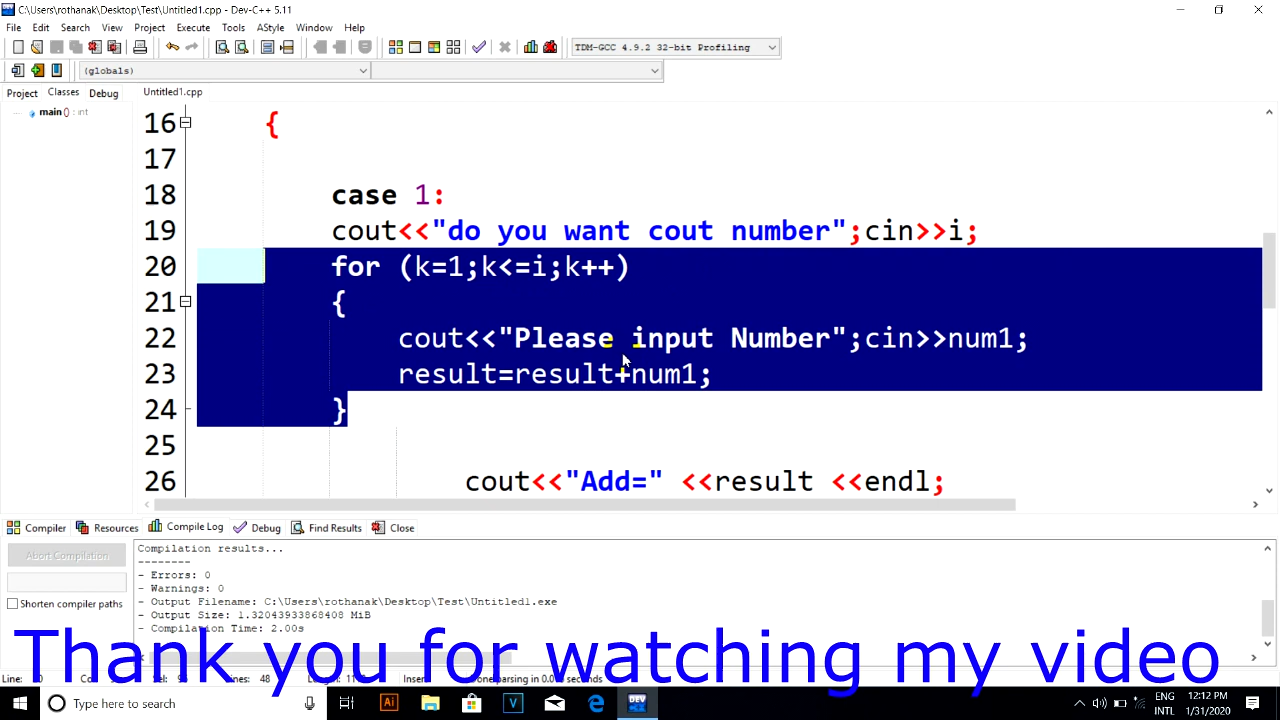 C:\Users\rothanak\Desktop\Test\Untitled1.cpp - Dev-C++ 5.11
File Edit Search View Project Execute Tools AStyle Window Help
TDM-GCC 4.9.2 32-bit Profiling
(globals)
Project Classes Debug
Untitled1.cpp
main () : int
16 {
17
18 case 1:
19 cout<<"do you want cout number";cin>>i;
20 for (k=1;k<=i;k++)
21 {
22 cout<<"Please input Number";cin>>num1;
23 result=result+num1;
24 }
25
26 cout<<"Add=" <<result <<endl;
Compiler Resources Compile Log Debug Find Results Close
Abort Compilation
Shorten compiler paths
Compilation results...
--------
- Errors: 0
- Warnings: 0
- Output Filename: C:\Users\rothanak\Desktop\Test\Untitled1.exe
- Output Size: 1.32043933868408 MiB
- Compilation Time: 2.00s
Thank you for watching my video
Type here to search
Ai
V
DEV
ENG
INTL
12:12 PM
1/31/2020